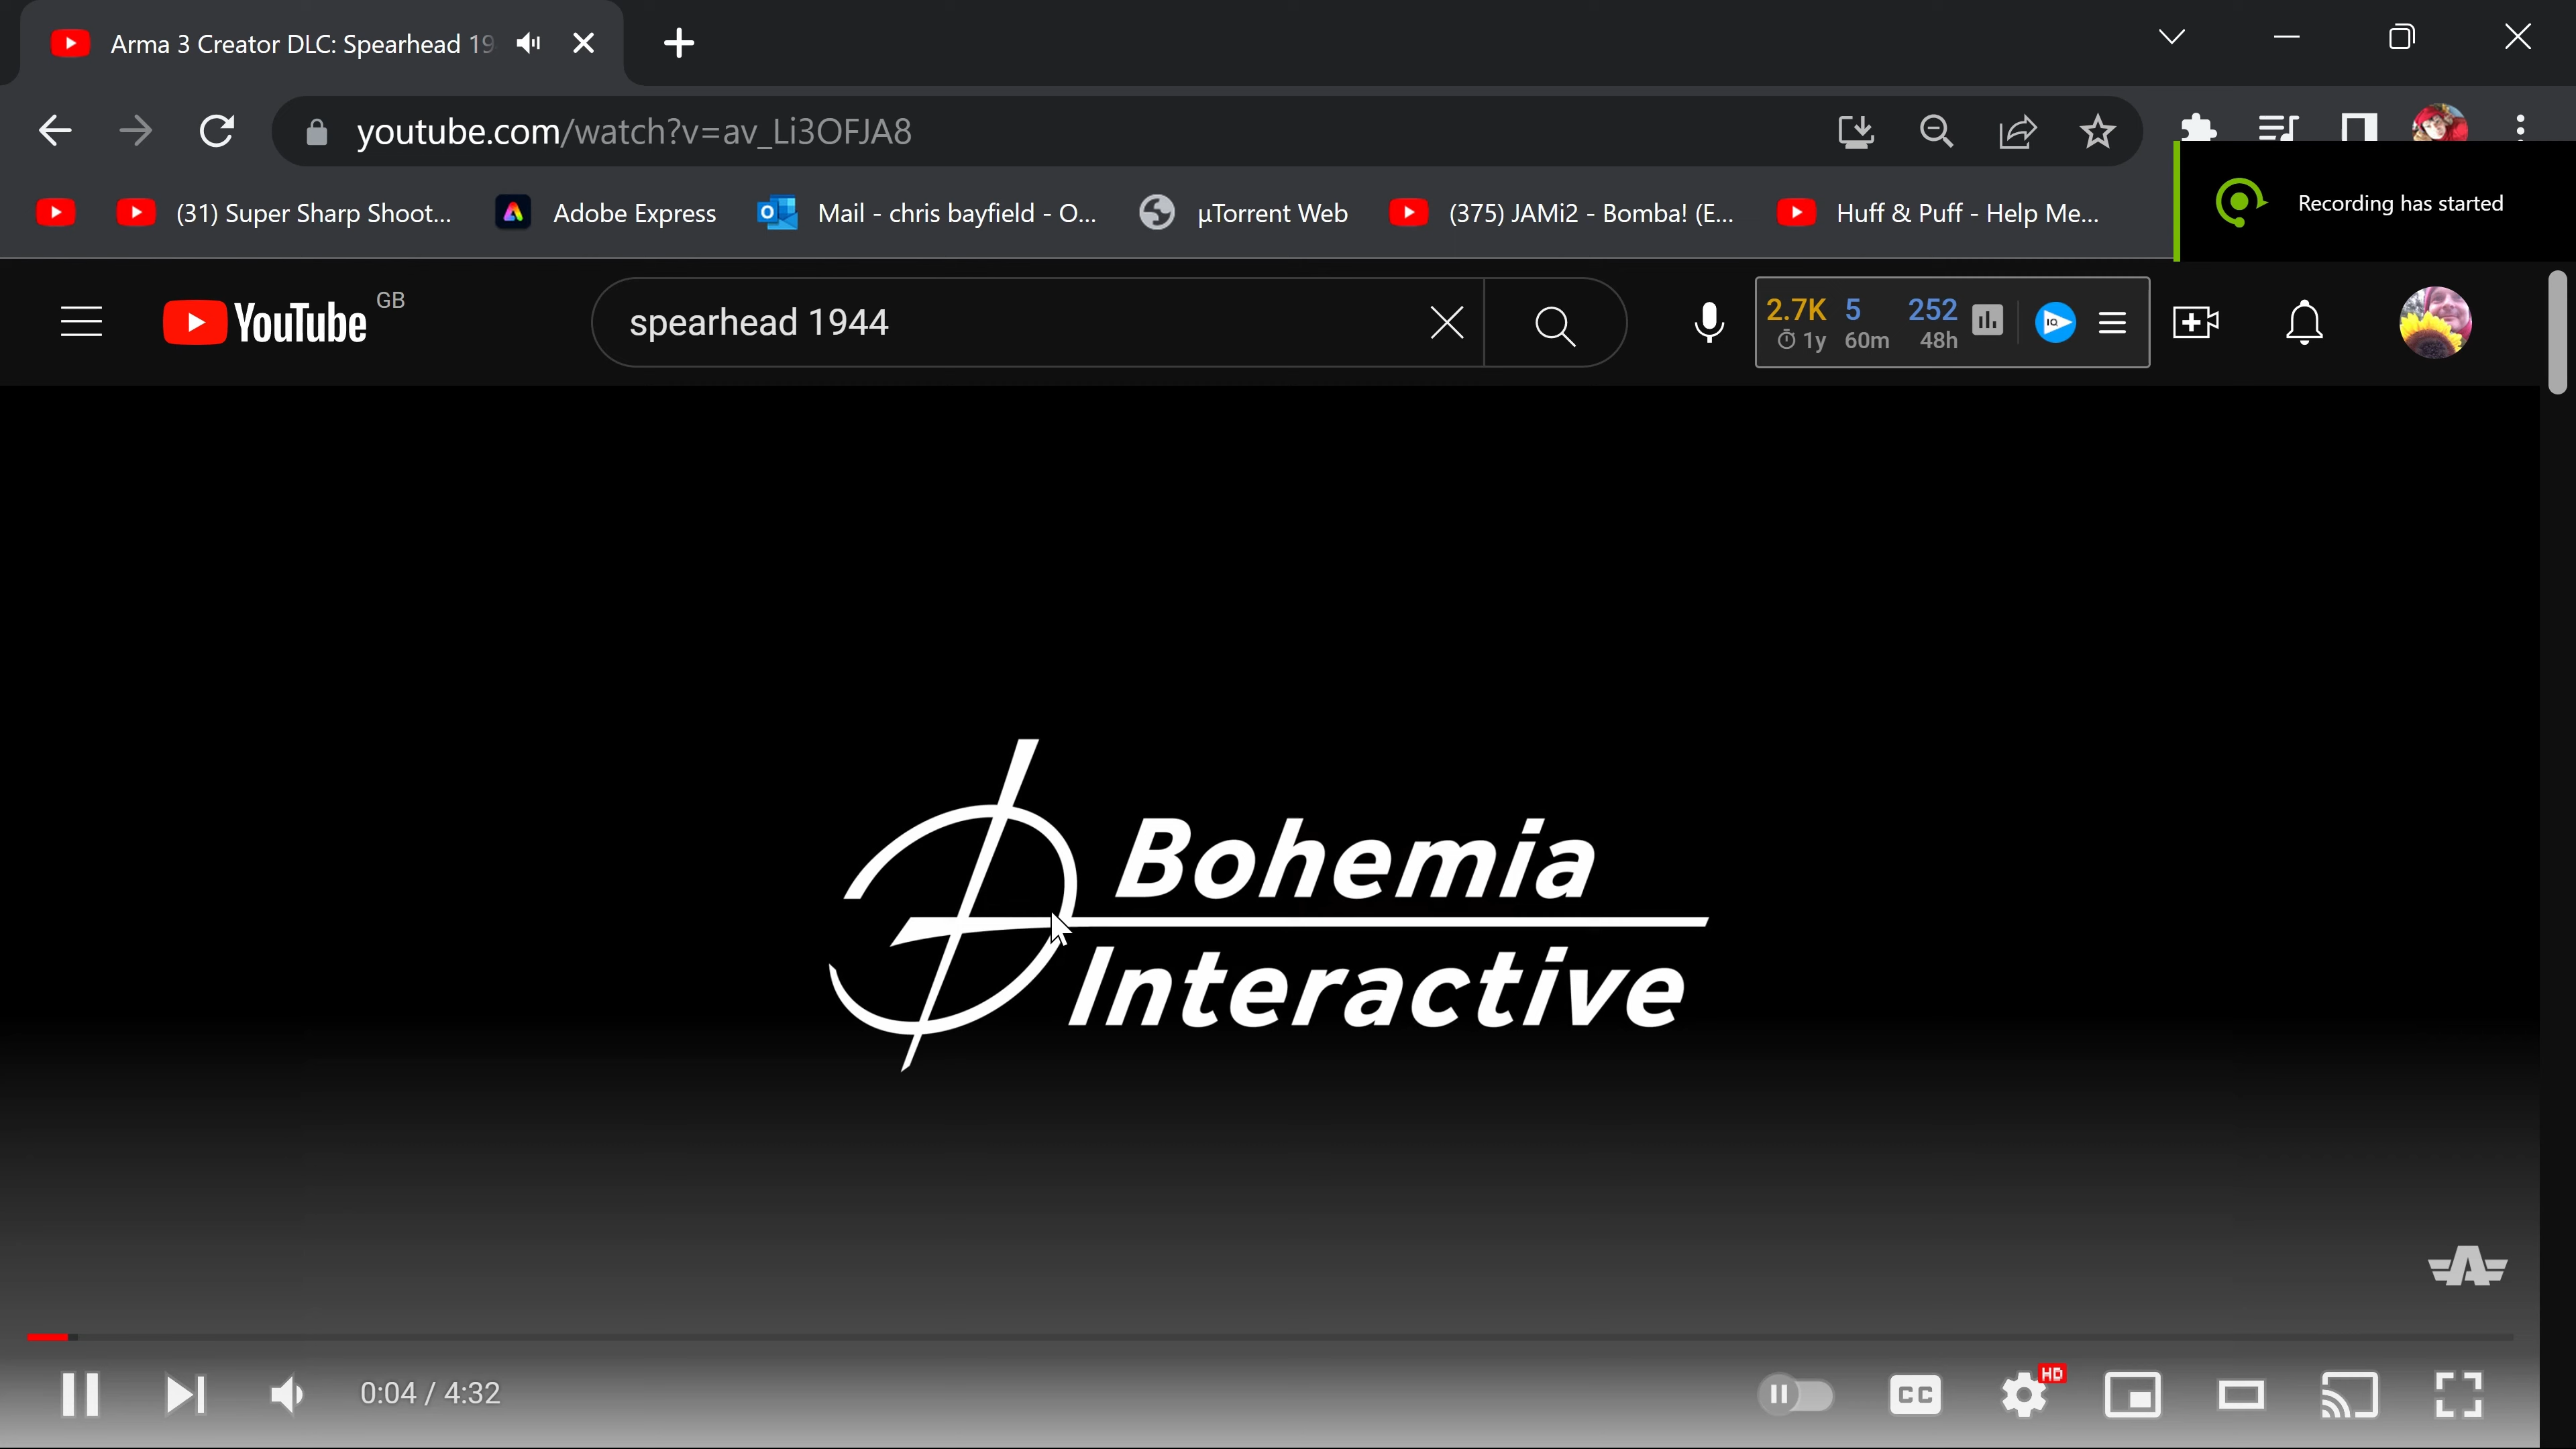 Arma 3 Creator DLC: Spearhead 19
youtube.com/watch?v=av_Li3OFJA8
(31) Super Sharp Shoot...
Adobe Express
Mail - chris bayfield - O...
µTorrent Web
(375) JAMi2 - Bomba! (E...
Huff & Puff - Help Me...
Recording has started
YouTube GB
spearhead 1944
2.7K 5 252
1y 60m 48h
IQ
Bohemia
Interactive
0:04 / 4:32
CC
HD